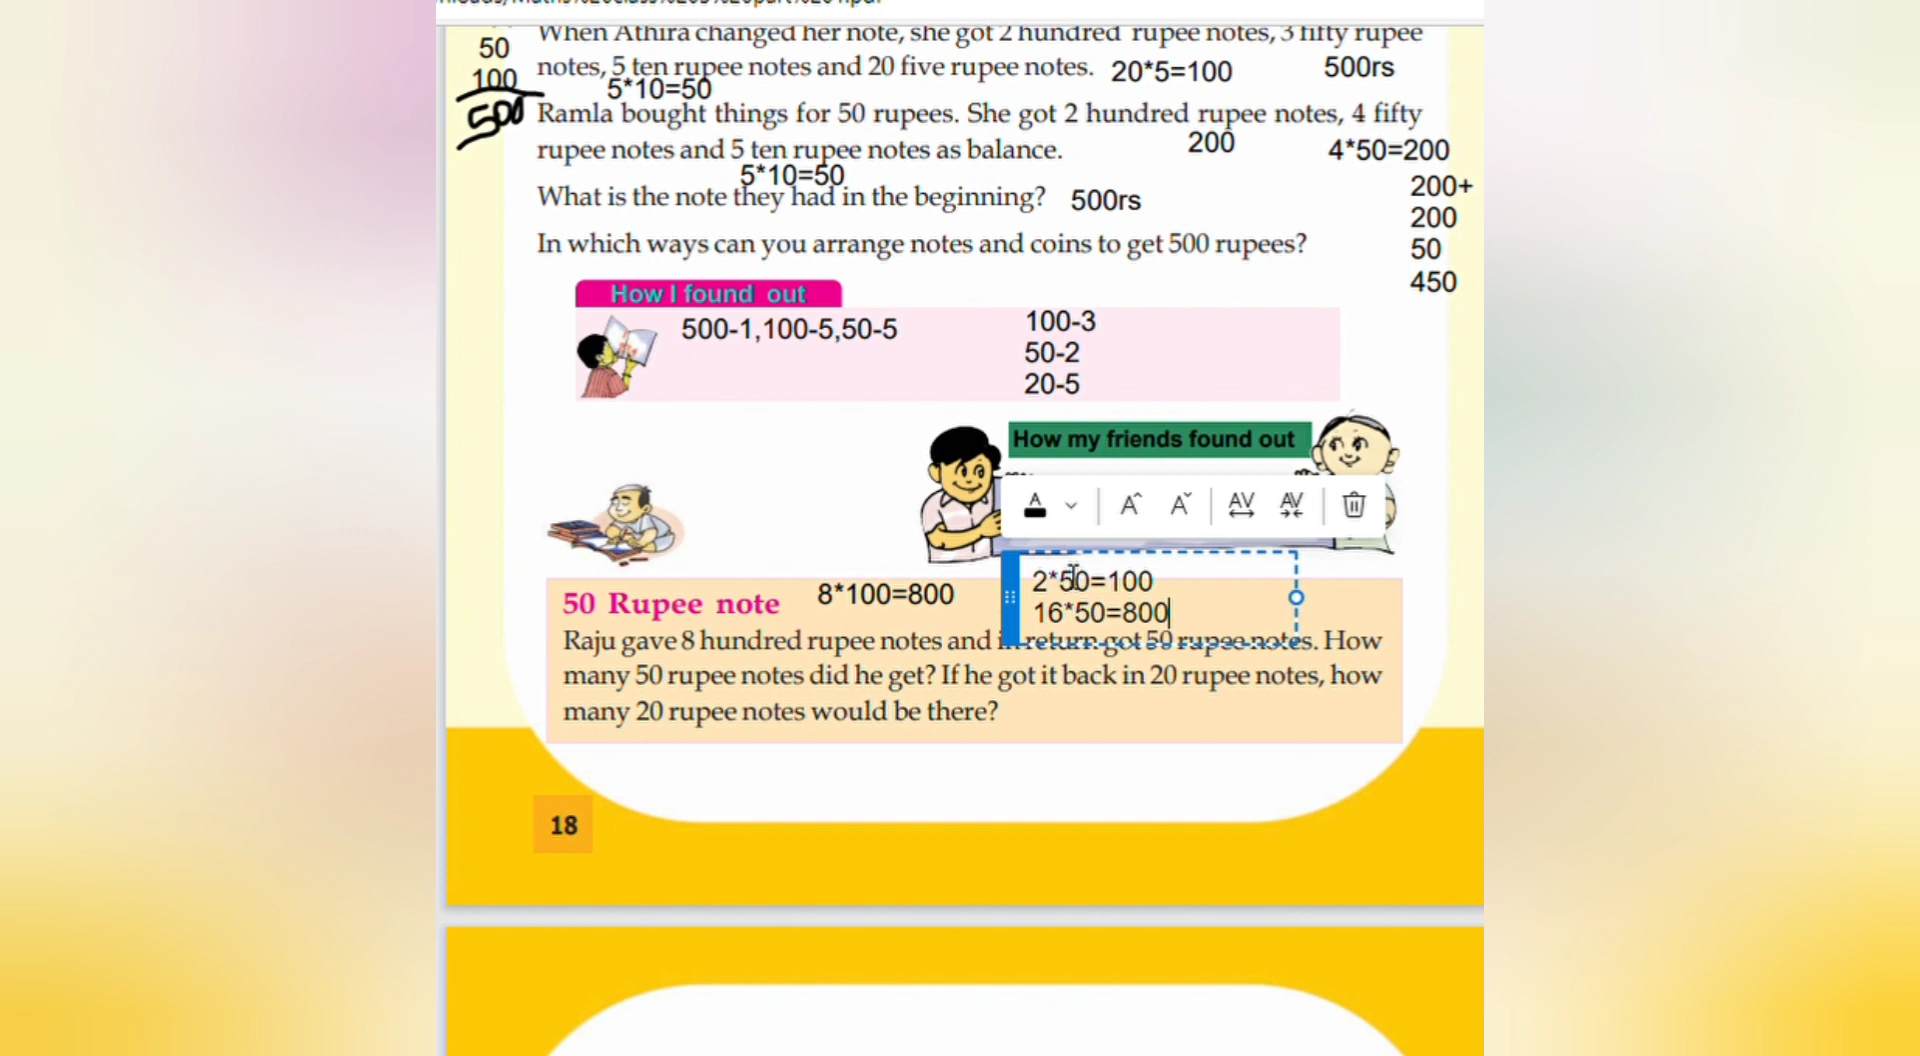 50
100
500
When Athira changed her note, she got 2 hundred rupee notes, 3 fifty rupee
notes, 5 ten rupee notes and 20 five rupee notes. 20*5=100 500rs
5*10=50
Ramla bought things for 50 rupees. She got 2 hundred rupee notes, 4 fifty
200 4*50=200
rupee notes and 5 ten rupee notes as balance.
5*10=50
What is the note they had in the beginning? 500rs
200+
200
50
450
In which ways can you arrange notes and coins to get 500 rupees?
How I found out
500-1,100-5,50-5
100-3
50-2
20-5
How my friends found out
2*50=100
16*50=800
50 Rupee note 8*100=800
Raju gave 8 hundred rupee notes and in return got 50 rupee notes. How
many 50 rupee notes did he get? If he got it back in 20 rupee notes, how
many 20 rupee notes would be there?
18